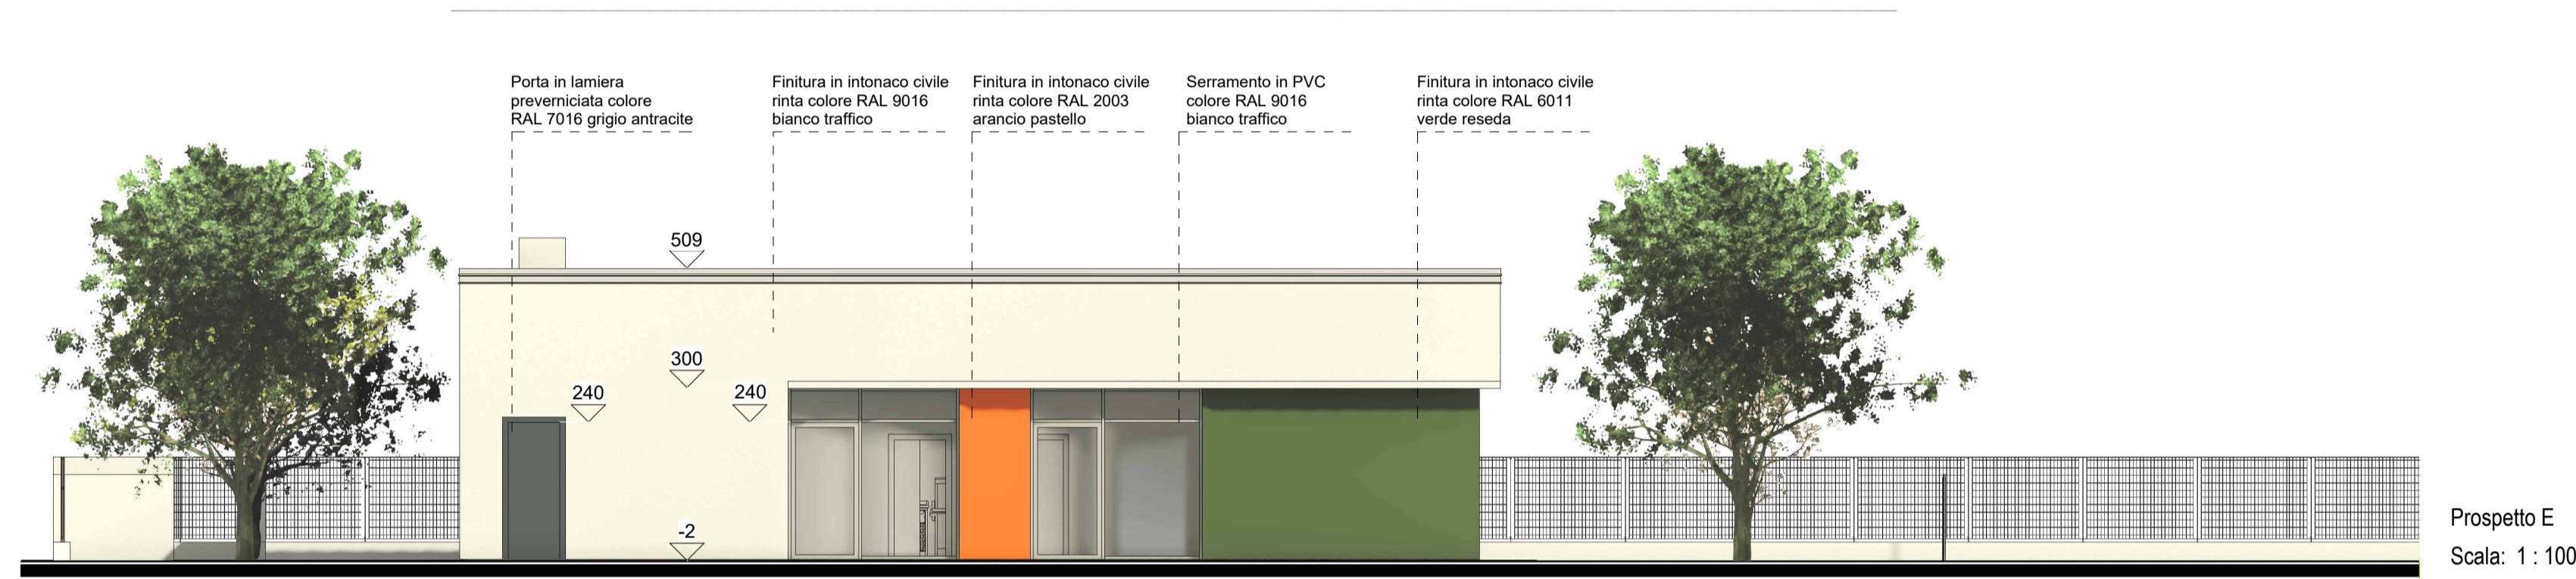 Porta in lamiera
preverniciata colore
RAL 7016 grigio antracite
Finitura in intonaco civile
rinta colore RAL 9016
bianco traffico
Finitura in intonaco civile
rinta colore RAL 2003
arancio pastello
Serramento in PVC
colore RAL 9016
bianco traffico
Finitura in intonaco civile
rinta colore RAL 6011
verde reseda
509
300
240
240
-2
Prospetto E
Scala: 1 : 100